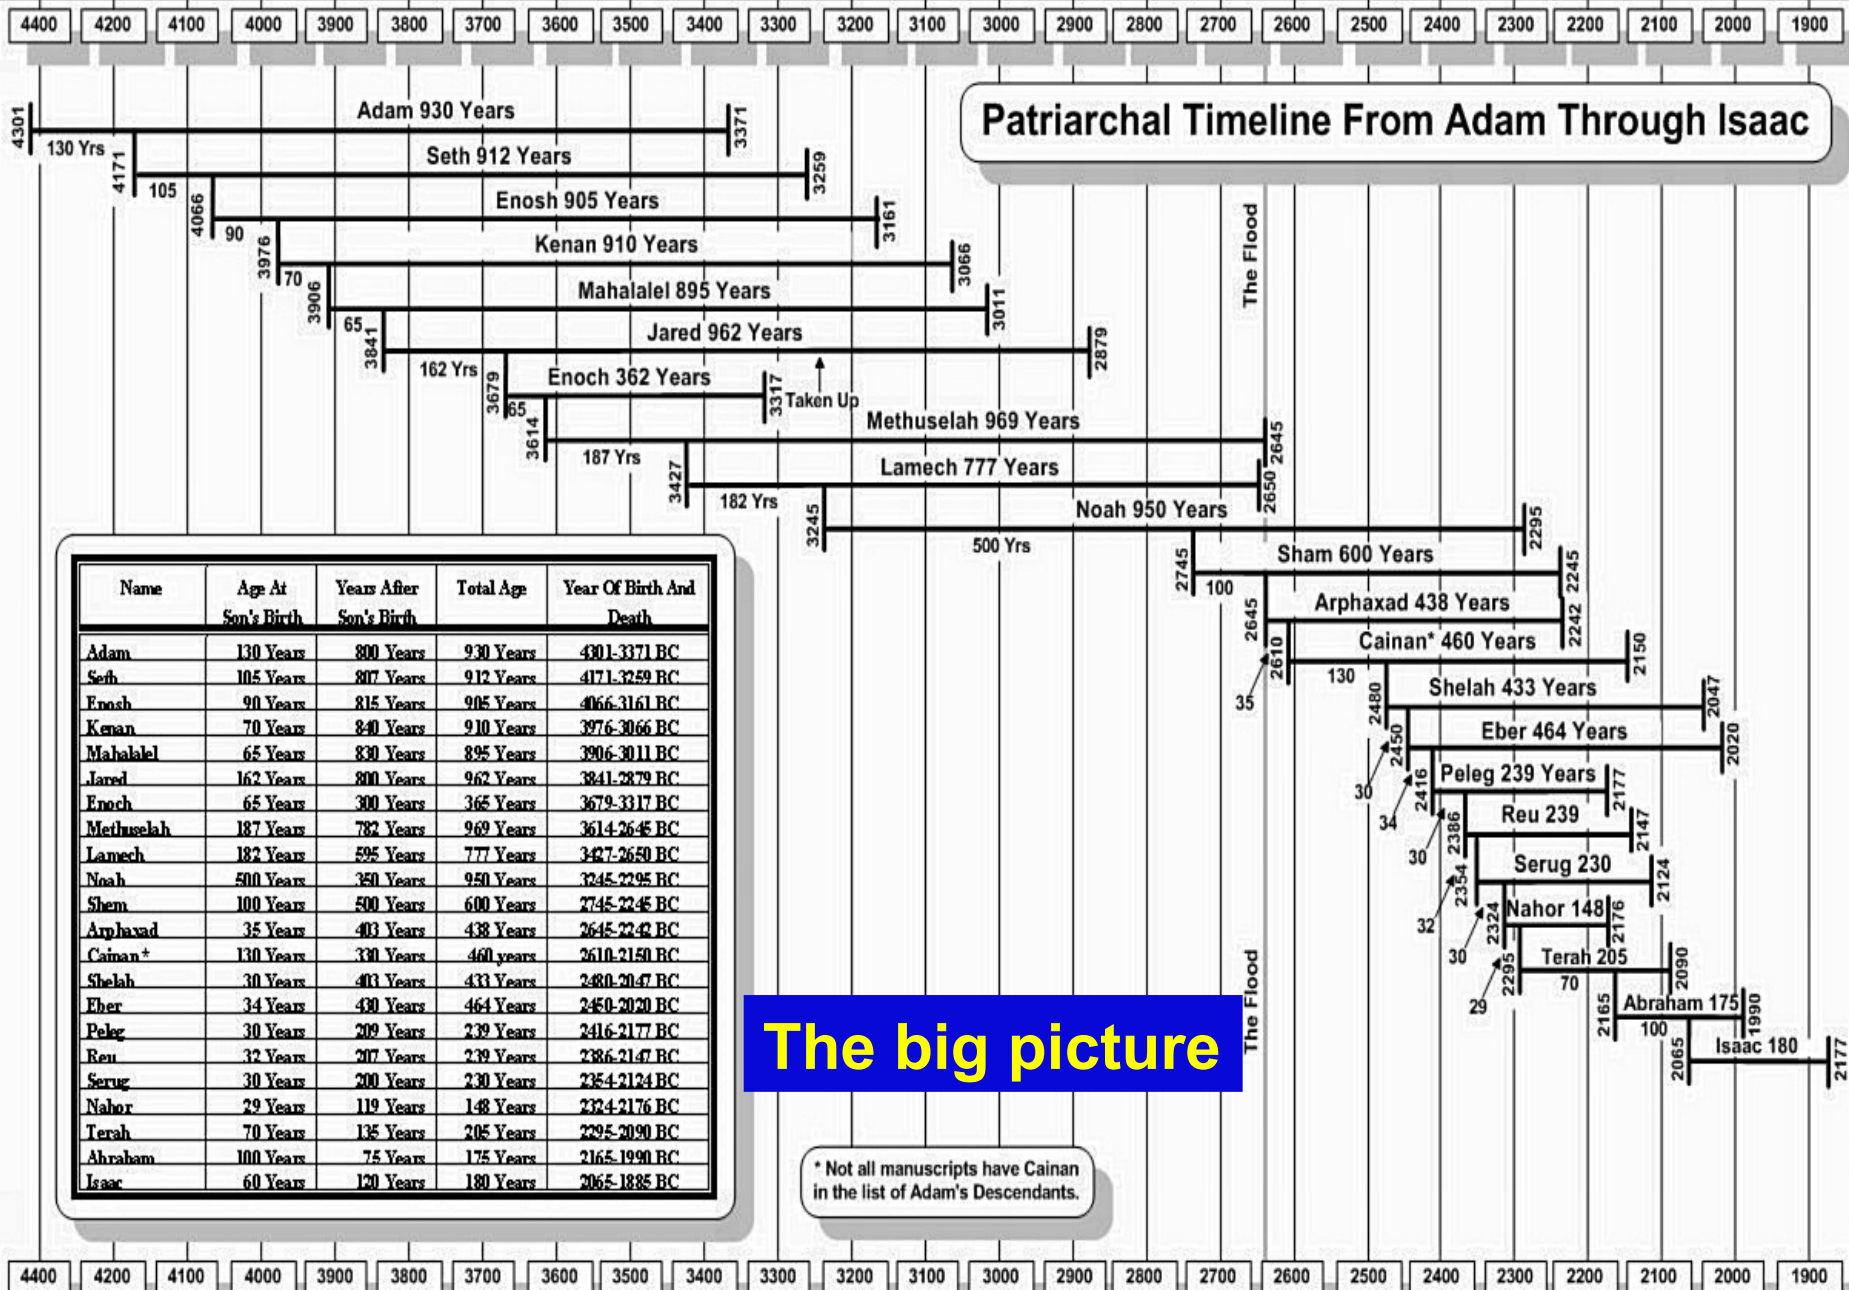 4400 4200 4100 4000 3900 3800 3700 3600 3500 3400 3300 3200 3100 3000 2900 2800 2700 2600 2500 2400 2300 2200 2100 2000 1900
Patriarchal Timeline From Adam Through Isaac
Adam 930 Years
4301
3371
130 Yrs
Seth 912 Years
4171
3259
105
Enosh 905 Years
4066
3161
90
Kenan 910 Years
3976
3066
70
Mahalalel 895 Years
3906
3011
65
Jared 962 Years
3841
2879
162 Yrs
Enoch 362 Years
3679
3317
Taken Up
65
Methuselah 969 Years
3614
2645
187 Yrs
Lamech 777 Years
3427
2650
182 Yrs
Noah 950 Years
3245
2295
500 Yrs
Sham 600 Years
2745
2245
100
Arphaxad 438 Years
2645
2242
35
Cainan* 460 Years
2610
2150
130
Shelah 433 Years
2480
2047
30
Eber 464 Years
2450
2020
34
Peleg 239 Years
2416
2177
30
Reu 239
2386
2147
32
Serug 230
2354
2124
30
Nahor 148
2324
2176
29
Terah 205
2295
2090
70
Abraham 175
2165
1990
100
Isaac 180
2065
2177
The Flood
The Flood
Name Age At Years After Total Age Year Of Birth And
Son's Birth Son's Birth Death
Adam 130 Years 800 Years 930 Years 4301-3371 BC
Seth 105 Years 807 Years 912 Years 4171-3259 BC
Enosh 90 Years 815 Years 905 Years 4066-3161 BC
Kenan 70 Years 840 Years 910 Years 3976-3066 BC
Mahalalel 65 Years 830 Years 895 Years 3906-3011 BC
Jared 162 Years 800 Years 962 Years 3841-2879 BC
Enoch 65 Years 300 Years 365 Years 3679-3317 BC
Methuselah 187 Years 782 Years 969 Years 3614-2645 BC
Lamech 182 Years 595 Years 777 Years 3427-2650 BC
Noah 500 Years 350 Years 950 Years 3245-2295 BC
Shem 100 Years 500 Years 600 Years 2745-2245 BC
Arphaxad 35 Years 403 Years 438 Years 2645-2242 BC
Cainan* 130 Years 330 Years 460 years 2610-2150 BC
Shelah 30 Years 403 Years 433 Years 2480-2047 BC
Eber 34 Years 430 Years 464 Years 2450-2020 BC
Peleg 30 Years 209 Years 239 Years 2416-2177 BC
Reu 32 Years 207 Years 239 Years 2386-2147 BC
Serug 30 Years 200 Years 230 Years 2354-2124 BC
Nahor 29 Years 119 Years 148 Years 2324-2176 BC
Terah 70 Years 135 Years 205 Years 2295-2090 BC
Abraham 100 Years 75 Years 175 Years 2165-1990 BC
Isaac 60 Years 120 Years 180 Years 2065-1885 BC
The big picture
* Not all manuscripts have Cainan
in the list of Adam's Descendants.
4400 4200 4100 4000 3900 3800 3700 3600 3500 3400 3300 3200 3100 3000 2900 2800 2700 2600 2500 2400 2300 2200 2100 2000 1900